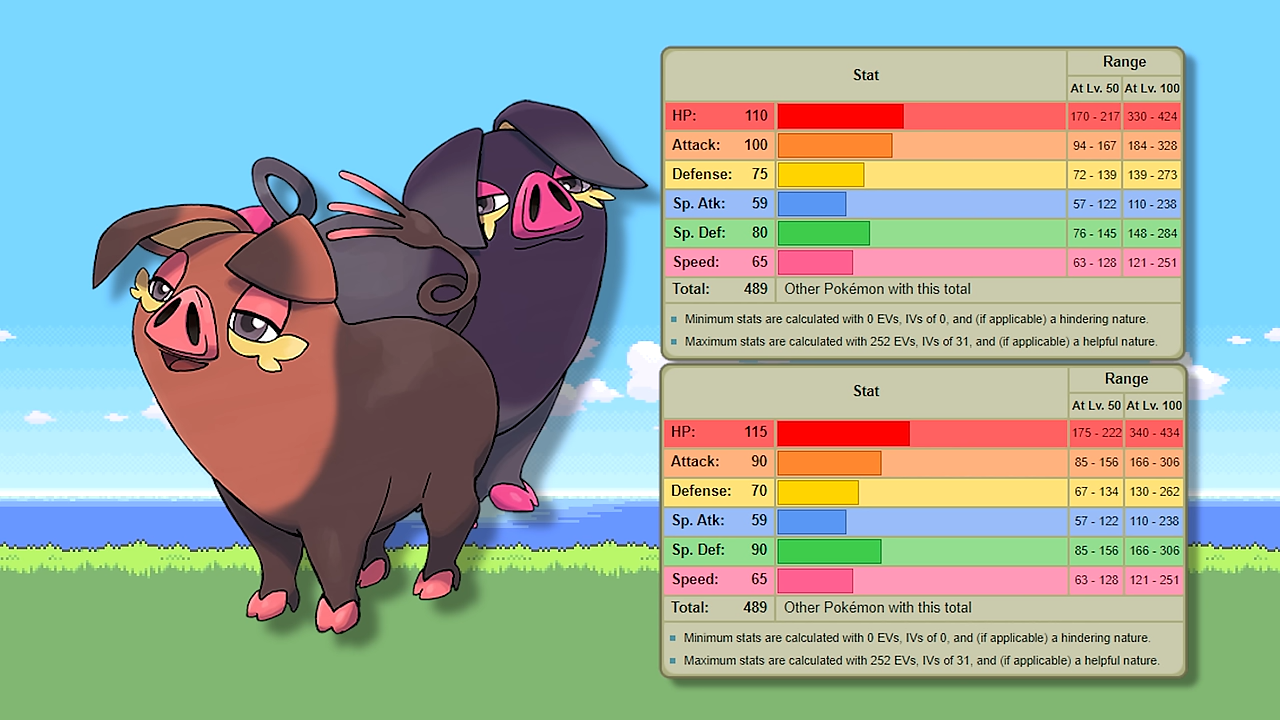 Stat Range
At Lv. 50 At Lv. 100
HP: 110 170 - 217 330 - 424
Attack: 100 94 - 167 184 - 328
Defense: 75 72 - 139 139 - 273
Sp. Atk: 59 57 - 122 110 - 238
Sp. Def: 80 76 - 145 148 - 284
Speed: 65 63 - 128 121 - 251
Total: 489 Other Pokémon with this total
Minimum stats are calculated with 0 EVs, IVs of 0, and (if applicable) a hindering nature.
Maximum stats are calculated with 252 EVs, IVs of 31, and (if applicable) a helpful nature.
Stat Range
At Lv. 50 At Lv. 100
HP: 115 175 - 222 340 - 434
Attack: 90 85 - 156 166 - 306
Defense: 70 67 - 134 130 - 262
Sp. Atk: 59 57 - 122 110 - 238
Sp. Def: 90 85 - 156 166 - 306
Speed: 65 63 - 128 121 - 251
Total: 489 Other Pokémon with this total
Minimum stats are calculated with 0 EVs, IVs of 0, and (if applicable) a hindering nature.
Maximum stats are calculated with 252 EVs, IVs of 31, and (if applicable) a helpful nature.